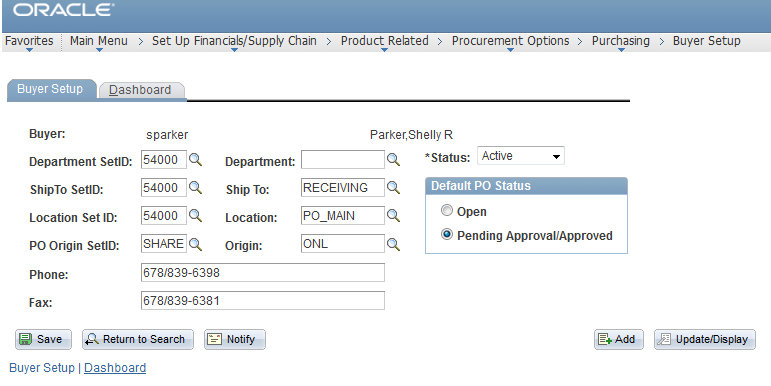 ORACLE®
Favorites Main Menu > Set Up Financials/Supply Chain > Product Related > Procurement Options > Purchasing > Buyer Setup
Buyer Setup Dashboard
Buyer: sparker Parker,Shelly R
Department SetID: 54000 Department: *Status: Active
ShipTo SetID: 54000 Ship To: RECEIVING Default PO Status
Location Set ID: 54000 Location: PO_MAIN Open
PO Origin SetID: SHARE Origin: ONL Pending Approval/Approved
Phone: 678/839-6398
Fax: 678/839-6381
Save Return to Search Notify Add Update/Display
Buyer Setup | Dashboard